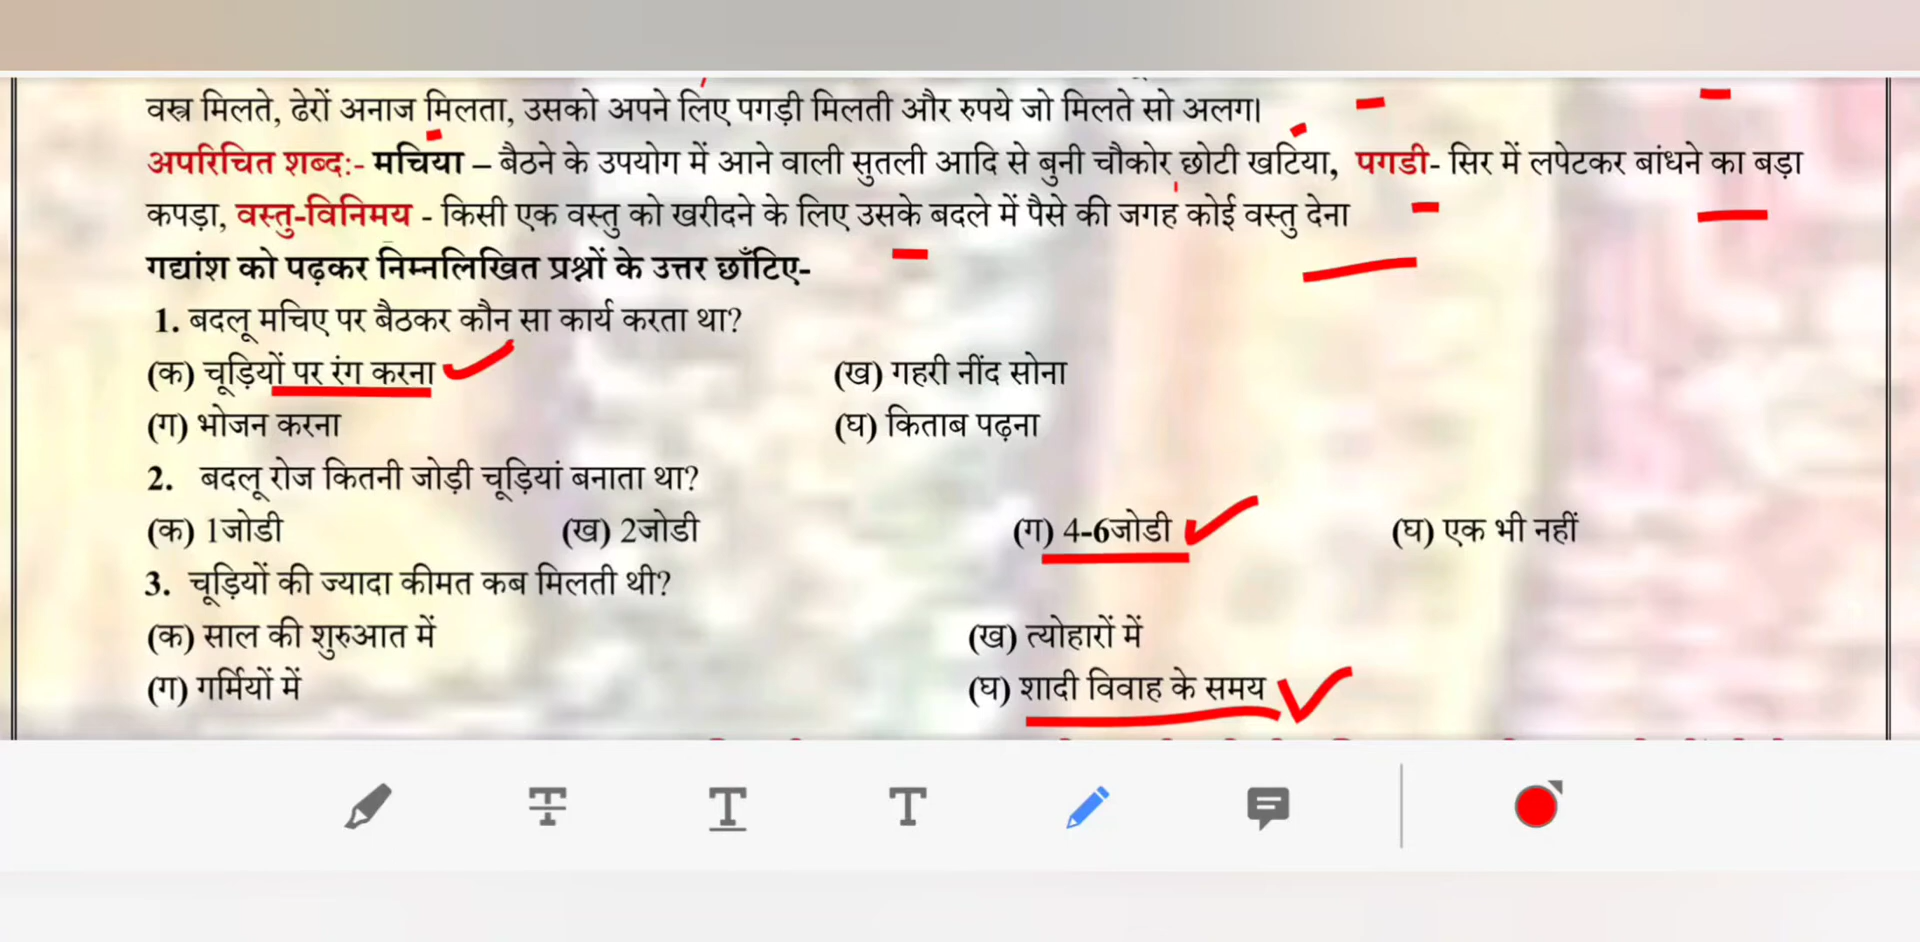 वस्त्र मिलते, ढेरों अनाज मिलता, उसको अपने लिए पगड़ी मिलती और रुपये जो मिलते सो अलग।
अपरिचित शब्द:- मचिया – बैठने के उपयोग में आने वाली सुतली आदि से बुनी चौकोर छोटी खटिया, पगडी- सिर में लपेटकर बांधने का बड़ा
कपड़ा, वस्तु-विनिमय - किसी एक वस्तु को खरीदने के लिए उसके बदले में पैसे की जगह कोई वस्तु देना
गद्यांश को पढ़कर निम्नलिखित प्रश्नों के उत्तर छाँटिए-
1. बदलू मचिए पर बैठकर कौन सा कार्य करता था?
(क) चूड़ियों पर रंग करना (ख) गहरी नींद सोना
(ग) भोजन करना (घ) किताब पढ़ना
2. बदलू रोज कितनी जोड़ी चूड़ियां बनाता था?
(क) 1जोडी (ख) 2जोडी (ग) 4-6जोडी (घ) एक भी नहीं
3. चूड़ियों की ज्यादा कीमत कब मिलती थी?
(क) साल की शुरुआत में (ख) त्योहारों में
(ग) गर्मियों में (घ) शादी विवाह के समय